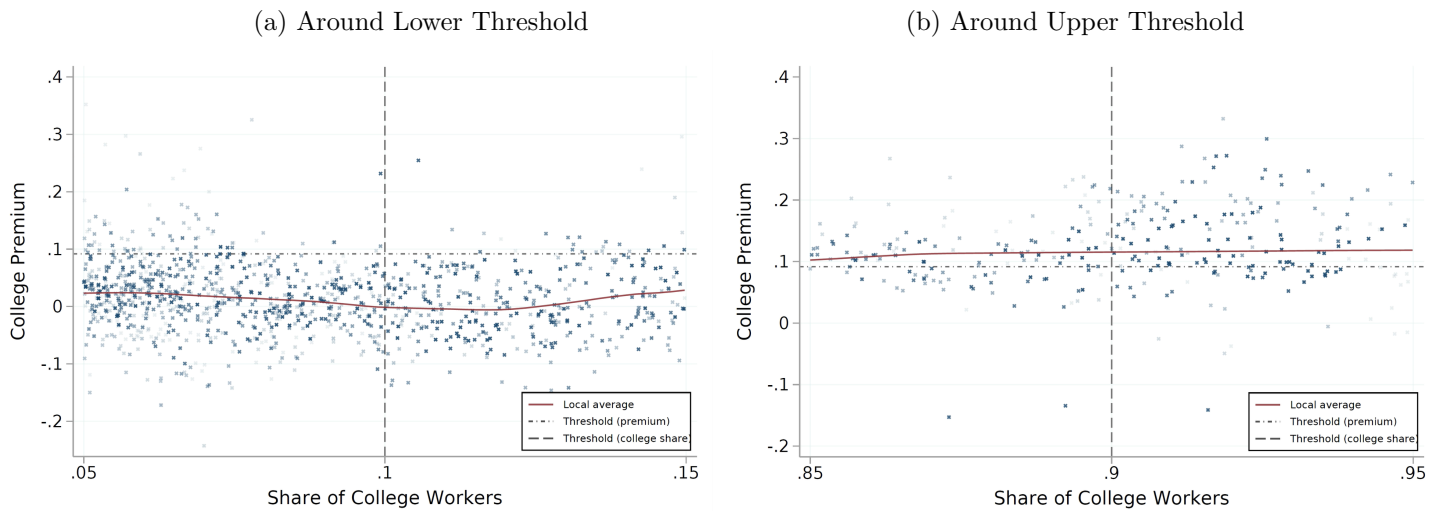 (a) Around Lower Threshold
.4
.3
.2
.1
0
-.1
-.2
College Premium
.05
.1
.15
Share of College Workers
Local average
Threshold (premium)
Threshold (college share)
(b) Around Upper Threshold
.4
.3
.2
.1
0
-.1
-.2
College Premium
.85
.9
.95
Share of College Workers
Local average
Threshold (premium)
Threshold (college share)